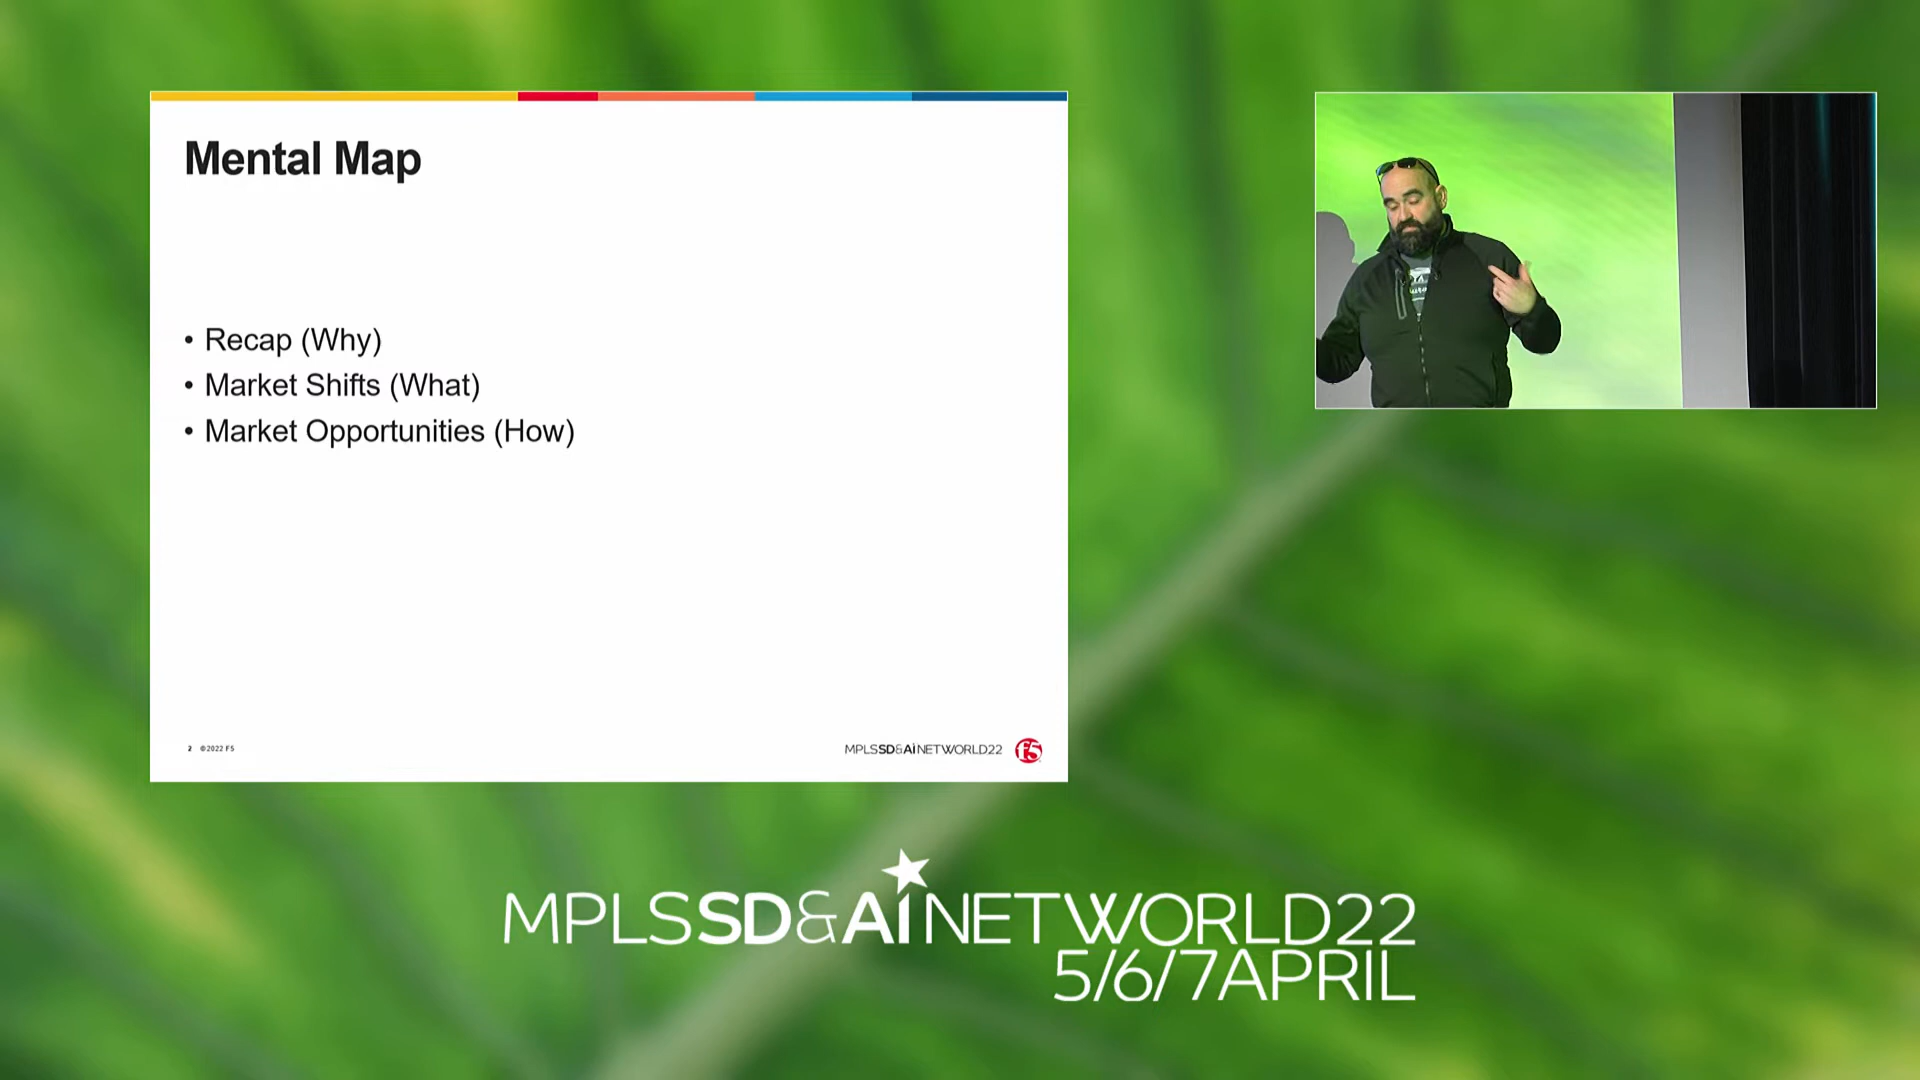 Mental Map
• Recap (Why)
• Market Shifts (What)
• Market Opportunities (How)
2 ©2022 F5
MPLSSD&AiNETWORLD22
f5
MPLSSD&AiNETWORLD22
5/6/7APRIL